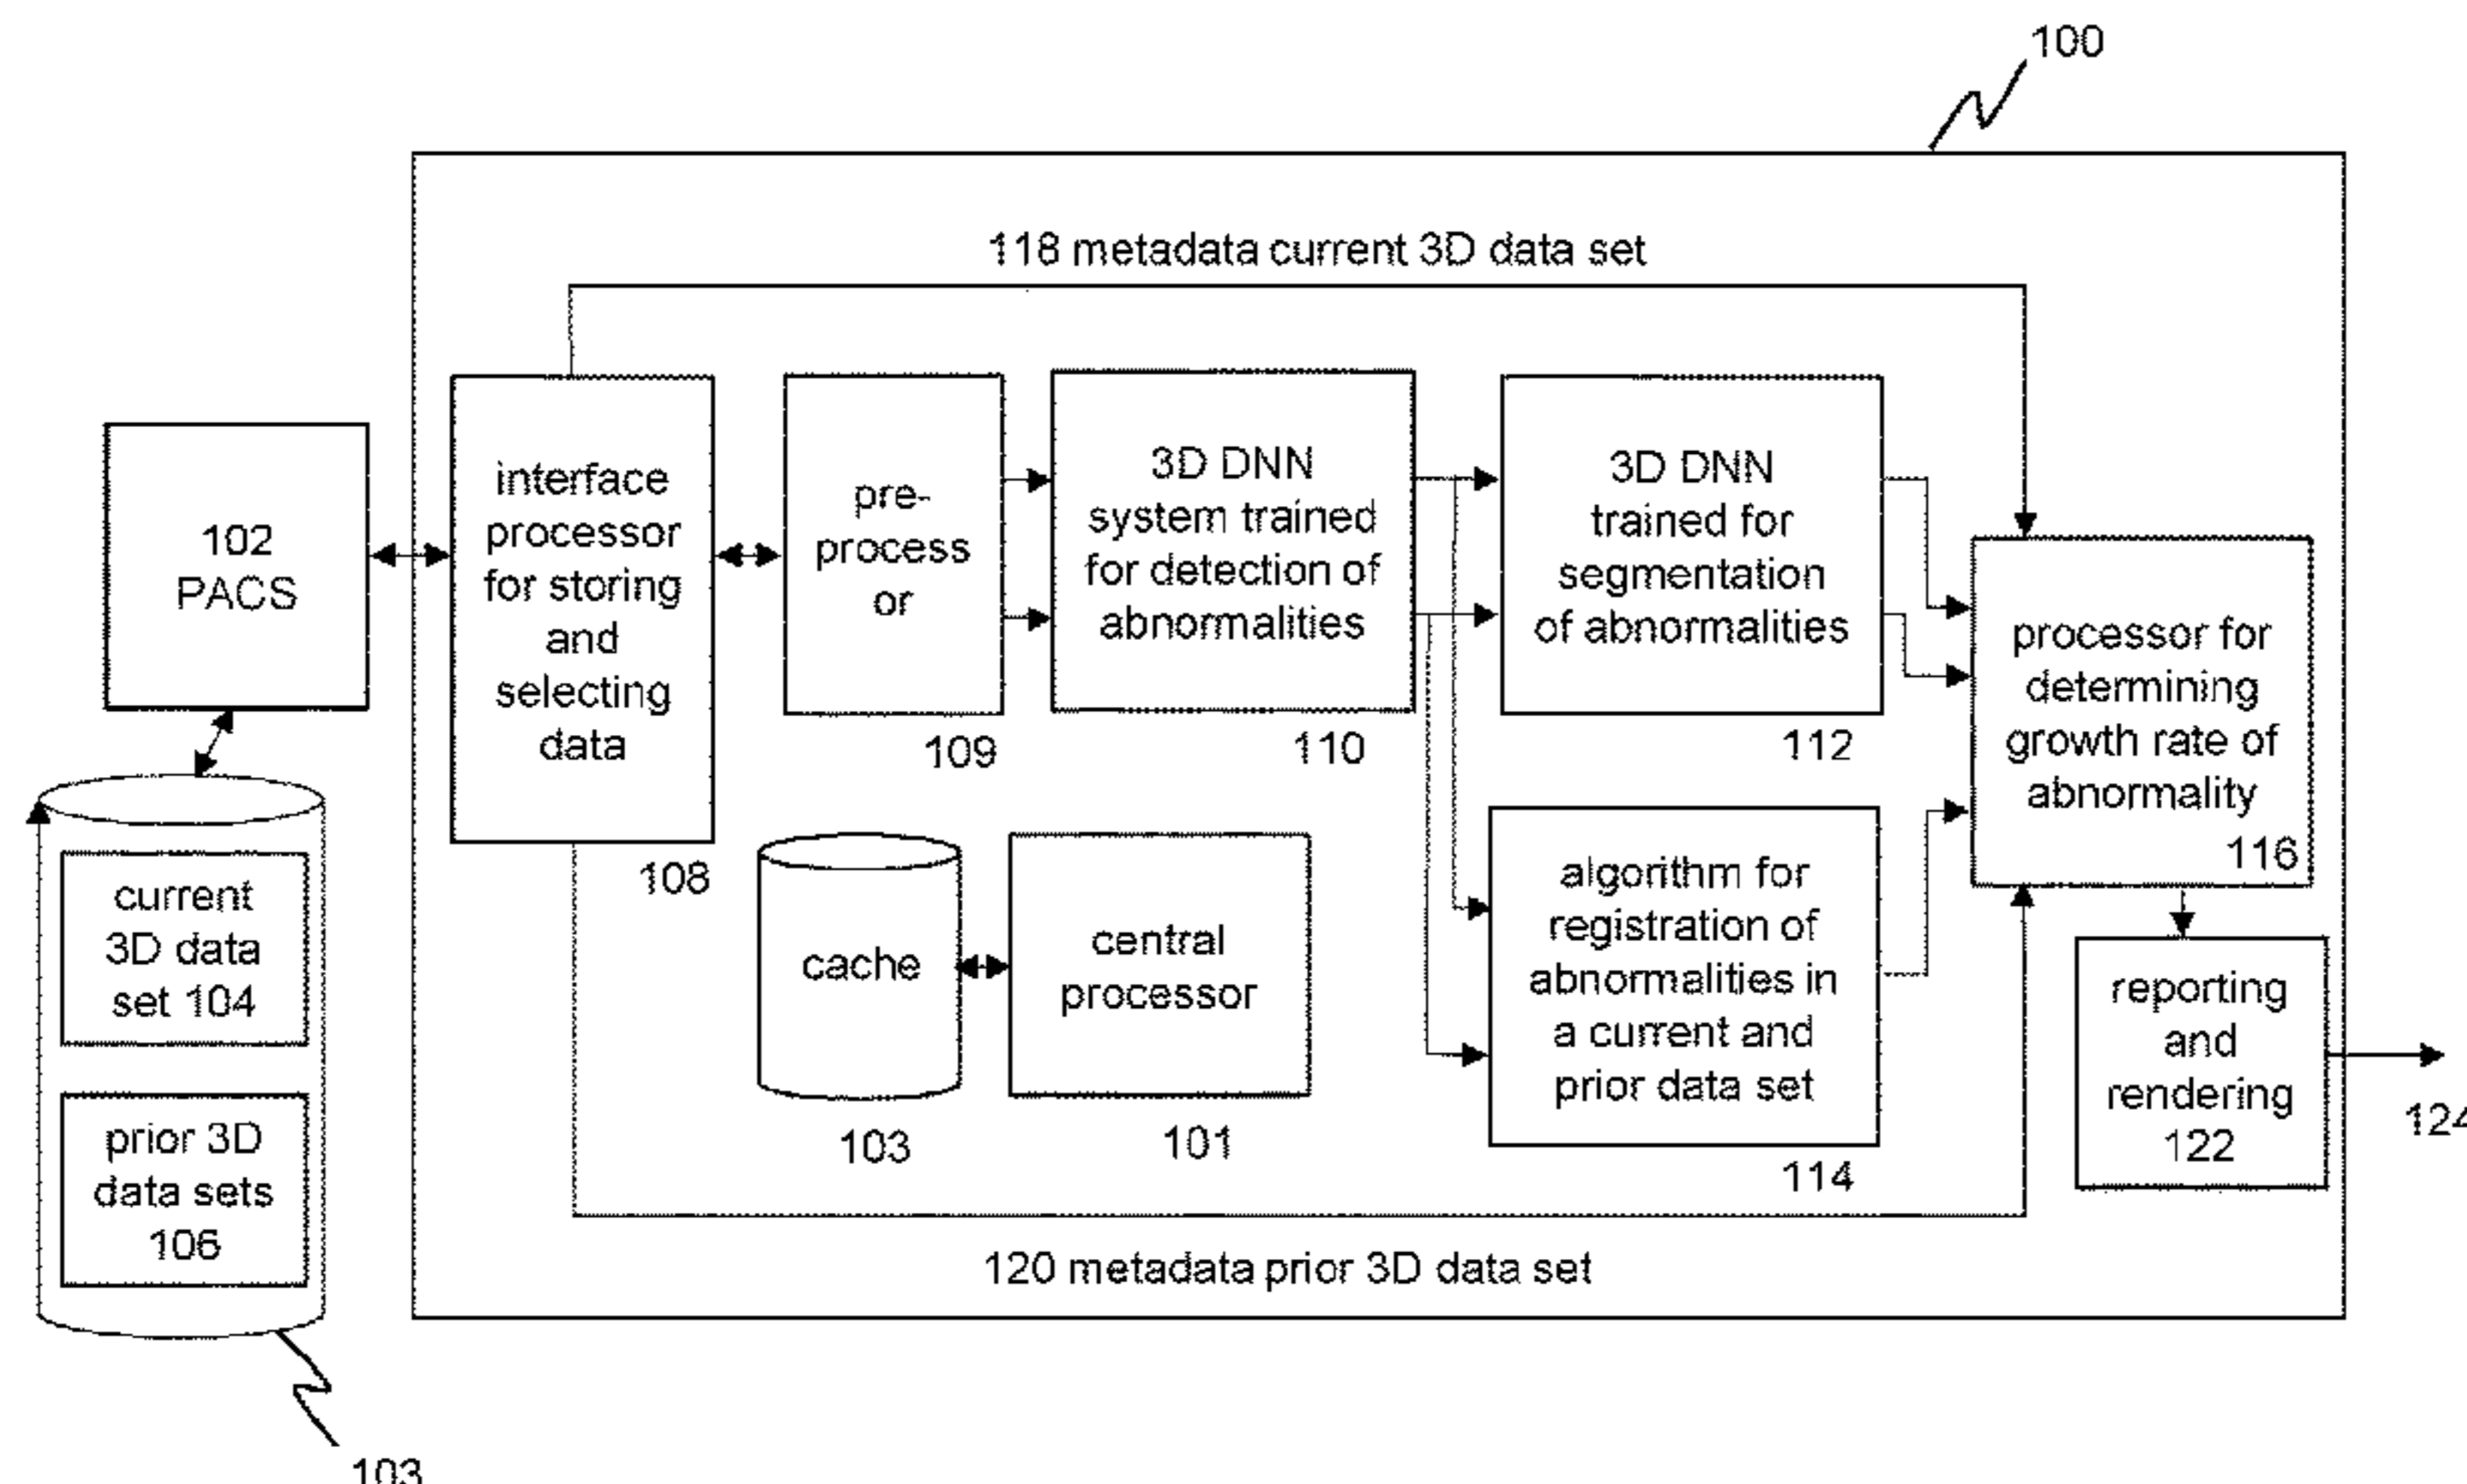 100
118 metadata current 3D data set
102
PACS
interface
processor
for storing
and
selecting
data
108
pre-
process
or
109
3D DNN
system trained
for detection of
abnormalities
110
3D DNN
trained for
segmentation
of abnormalities
112
processor for
determining
growth rate of
abnormality
116
current
3D data
set 104
prior 3D
data sets
106
103
cache
103
central
processor
101
algorithm for
registration of
abnormalities in
a current and
prior data set
114
reporting
and
rendering
122
124
120 metadata prior 3D data set